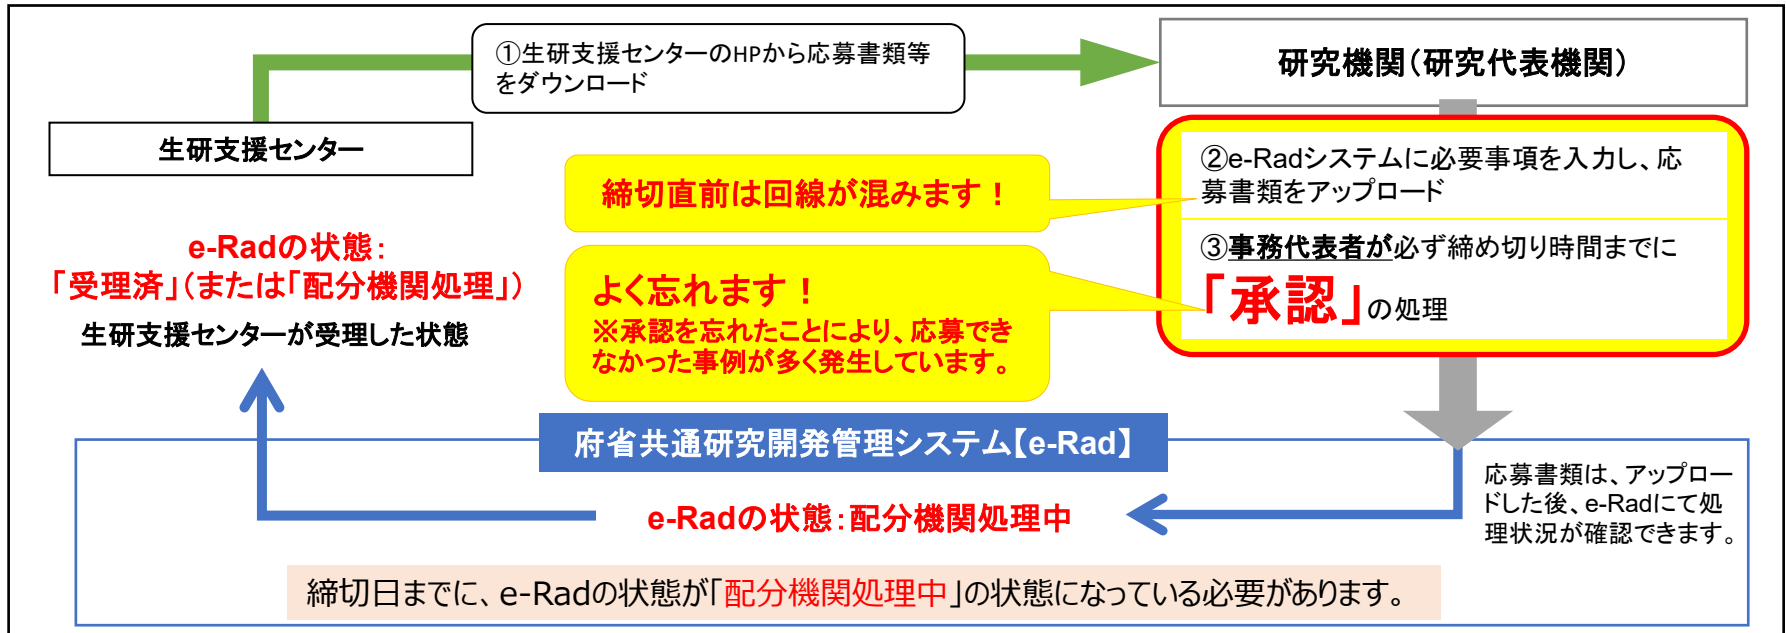 ①生研支援センターのHPから応募書類等
をダウンロード
研究機関（研究代表機関）
生研支援センター
②e-Radシステムに必要事項を入力し、応
募書類をアップロード
締切直前は回線が混みます！
③事務代表者が必ず締め切り時間までに
「承認」の処理
よく忘れます！
※承認を忘れたことにより、応募でき
なかった事例が多く発生しています。
e-Radの状態：
「受理済」（または「配分機関処理」）
生研支援センターが受理した状態
府省共通研究開発管理システム【e-Rad】
e-Radの状態：配分機関処理中
応募書類は、アップロー
ドした後、e-Radにて処
理状況が確認できます。
締切日までに、e-Radの状態が「配分機関処理中」の状態になっている必要があります。